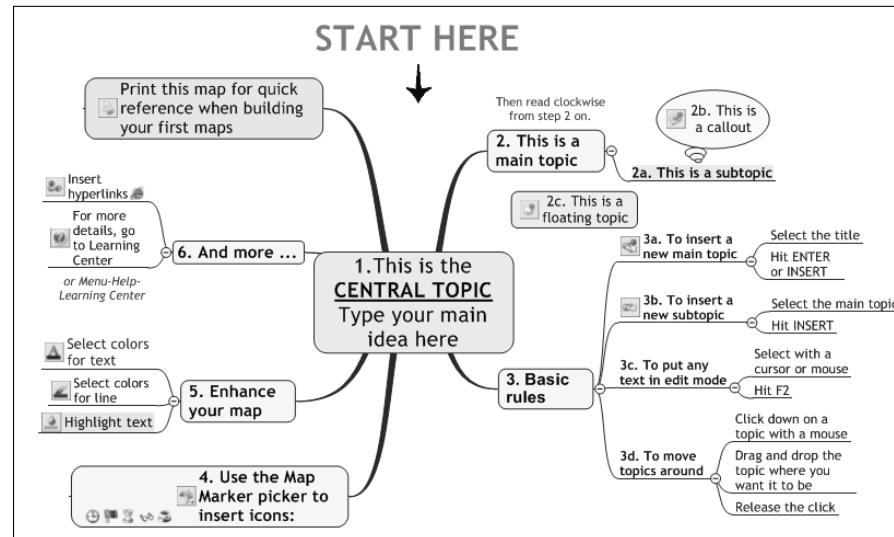 START HERE
Then read clockwise
from step 2 on.
1.This is the
CENTRAL TOPIC
Type your main
idea here
2. This is a
main topic
2a. This is a subtopic
2b. This is
a callout
2c. This is a
floating topic
3. Basic
rules
3a. To insert a
new main topic
Select the title
Hit ENTER
or INSERT
3b. To insert a
new subtopic
Select the main topic
Hit INSERT
3c. To put any
text in edit mode
Select with a
cursor or mouse
Hit F2
3d. To move
topics around
Click down on a
topic with a mouse
Drag and drop the
topic where you
want it to be
Release the click
4. Use the Map
Marker picker to
insert icons:
5. Enhance
your map
Select colors
for text
Select colors
for line
Highlight text
6. And more ...
Insert
hyperlinks
For more
details, go
to Learning
Center
or Menu-Help-
Learning Center
Print this map for quick
reference when building
your first maps